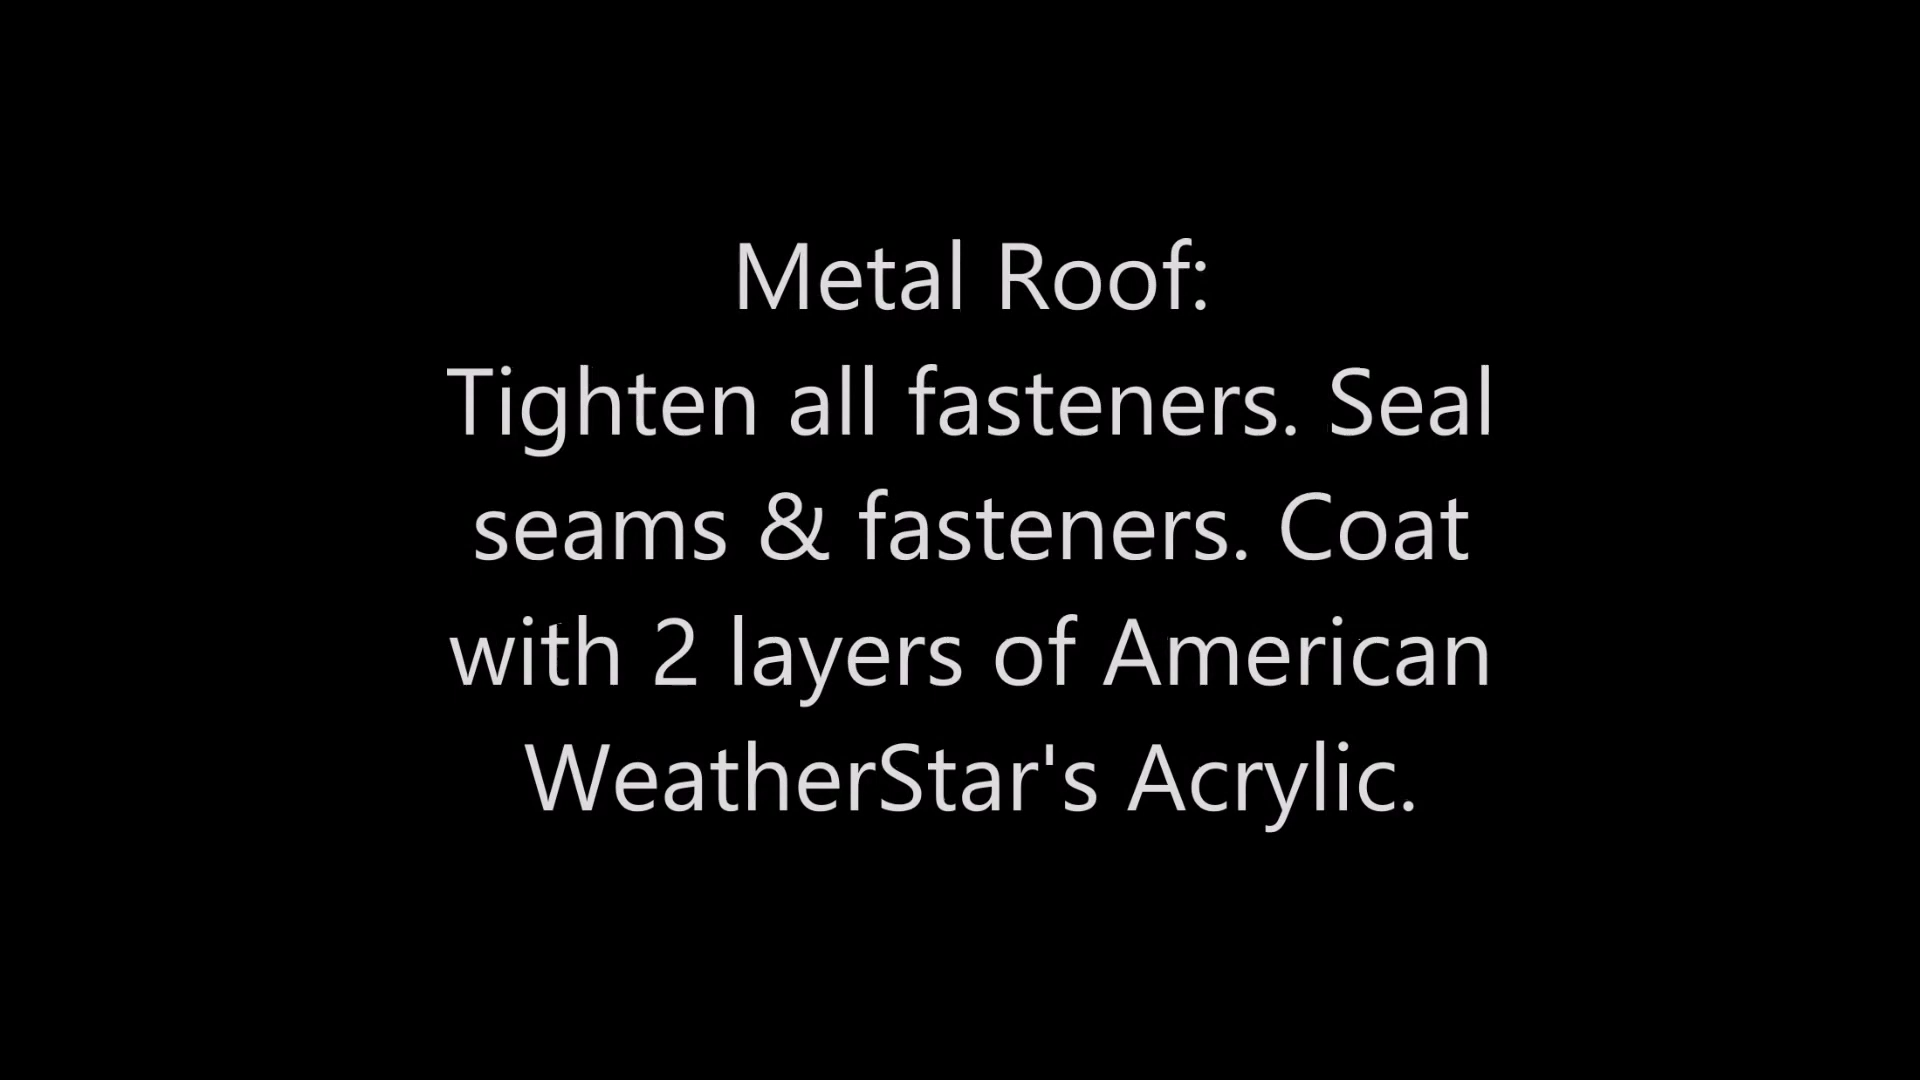 Metal Roof:
Tighten all fasteners. Seal
seams & fasteners. Coat
with 2 layers of American
WeatherStar's Acrylic.